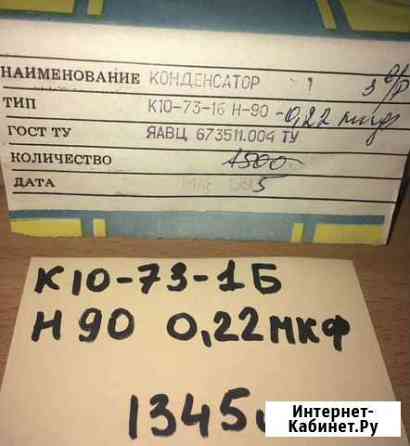 НАИМЕНОВАНИЕ КОНДЕНСАТОР
ТИП К10-73-1б Н-90 -0,22 мкф
ГОСТ ТУ ЯАВЦ 673511.004 ТУ
КОЛИЧЕСТВО 1500-
ДАТА 5
К10-73-1Б
Н90 0,22мкф
1345
Интернет-
Кабинет.Ру